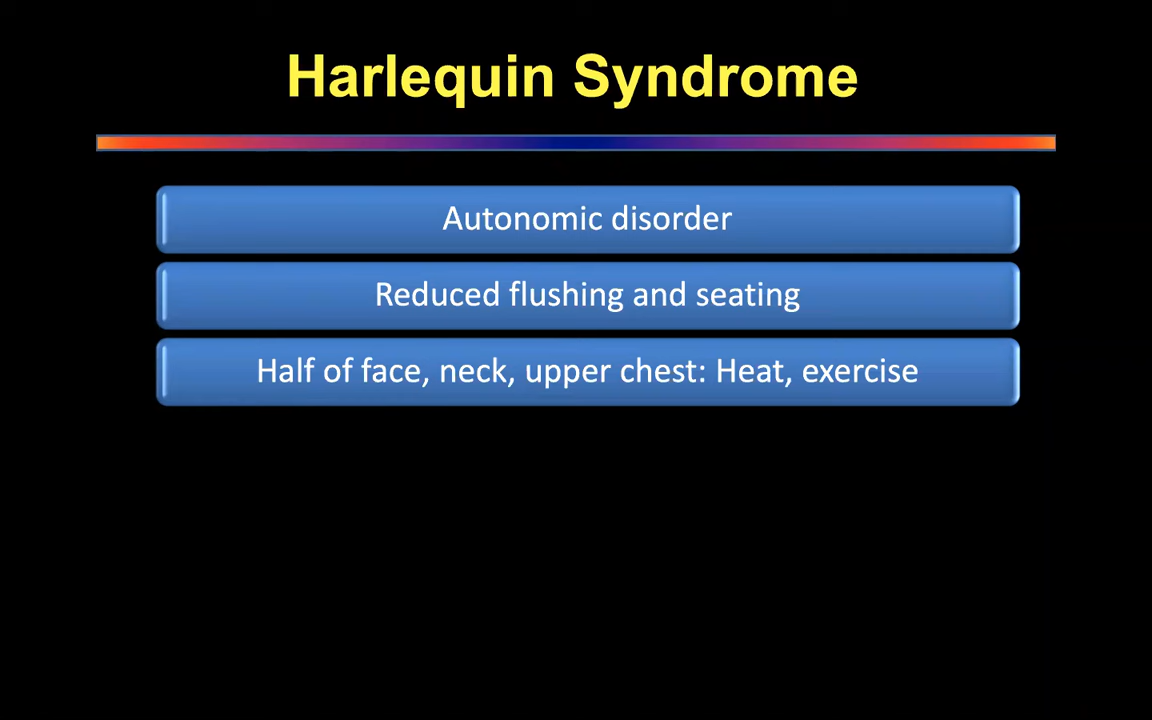 Harlequin Syndrome
Autonomic disorder
Reduced flushing and seating
Half of face, neck, upper chest: Heat, exercise